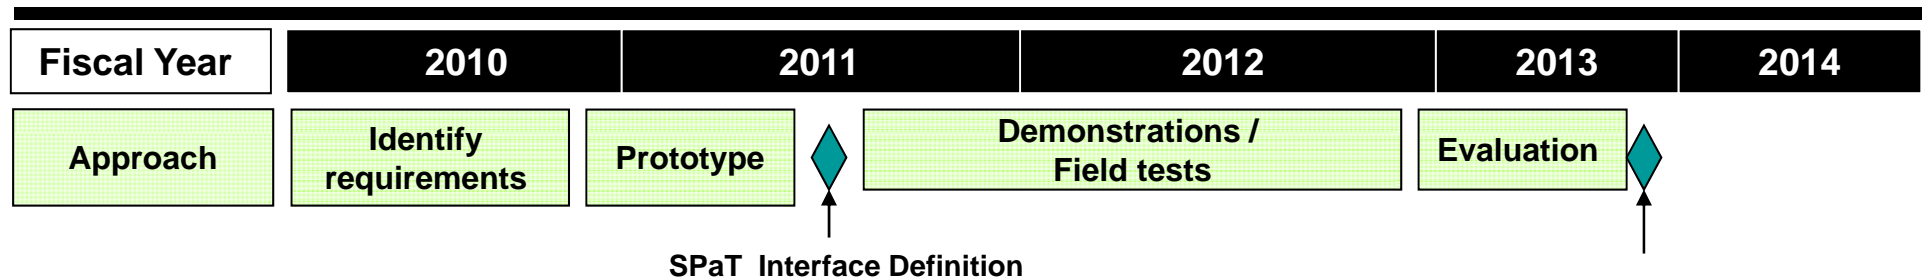 Fiscal Year 2010 2011 2012 2013 2014
Approach
Identify
requirements
Prototype
Demonstrations /
Field tests
Evaluation
SPaT Interface Definition